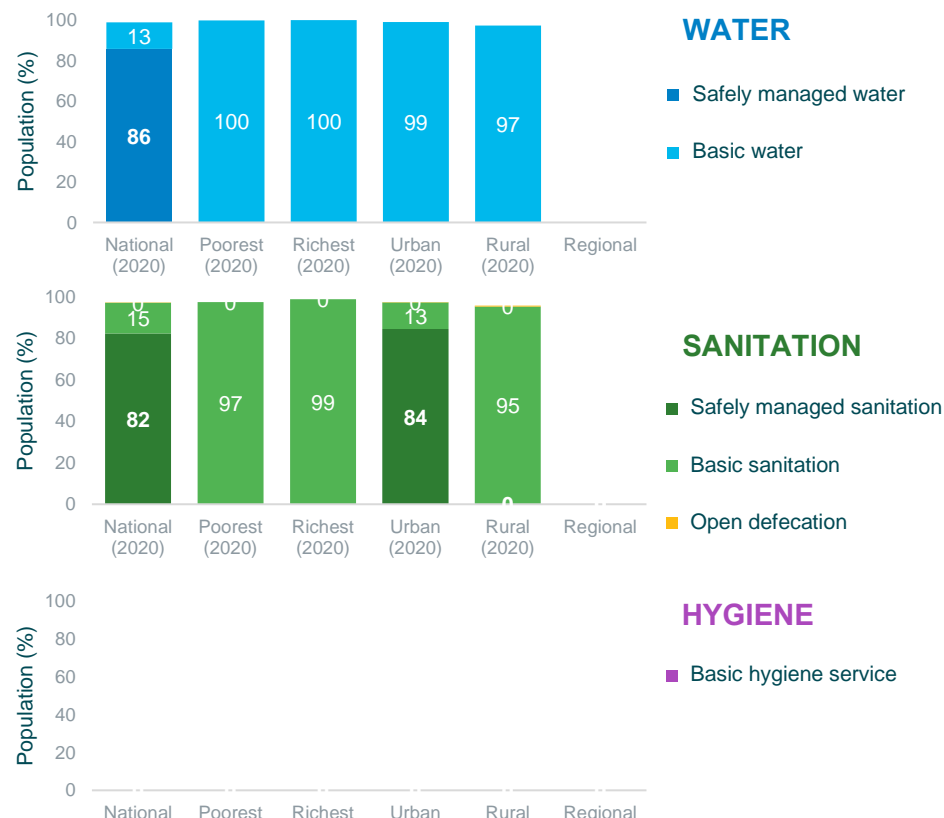 WATER
Safely managed water
Basic water
Population (%)
100
80
60
40
20
0
13
86
100
100
99
97
National Poorest Richest Urban Rural Regional
(2020) (2020) (2020) (2020) (2020)
SANITATION
Safely managed sanitation
Basic sanitation
Open defecation
Population (%)
100
80
60
40
20
0
0 0 0 0 0
15 13
82 97 99 84 95
0
National Poorest Richest Urban Rural Regional
(2020) (2020) (2020) (2020) (2020)
HYGIENE
Basic hygiene service
Population (%)
100
80
60
40
20
0
National Poorest Richest Urban Rural Regional